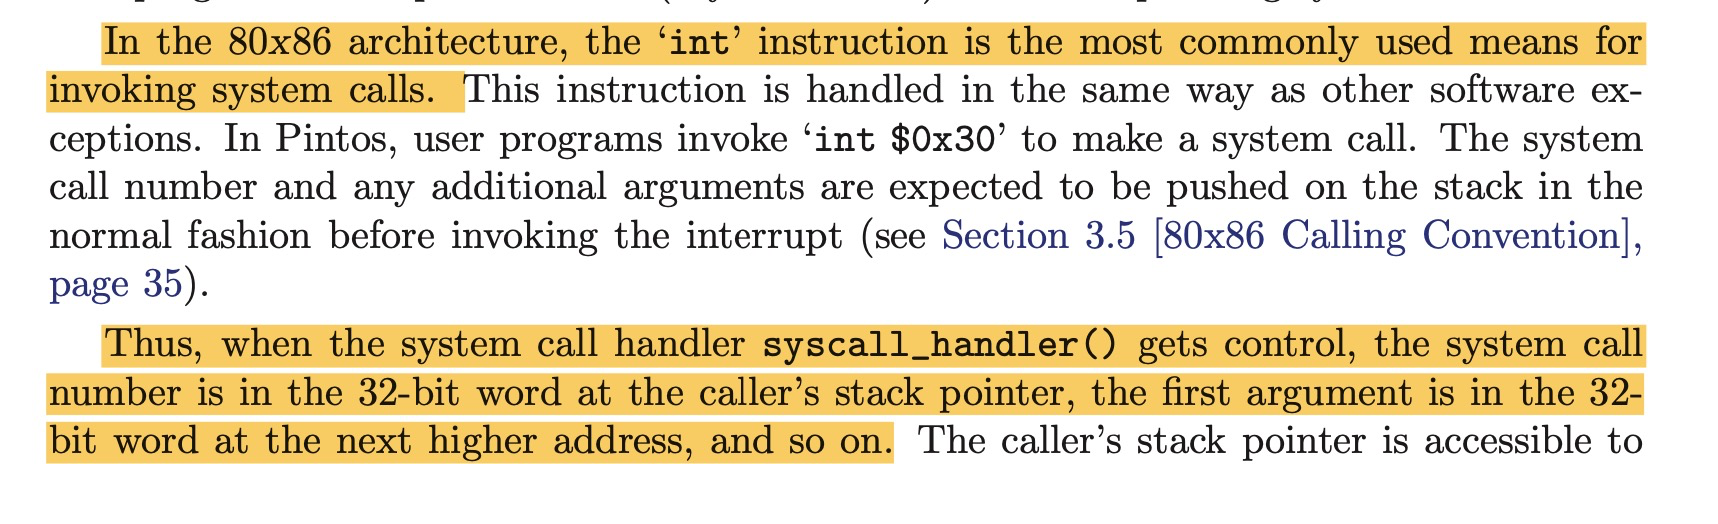 In the 80x86 architecture, the ‘int’ instruction is the most commonly used means for
invoking system calls. This instruction is handled in the same way as other software ex-
ceptions. In Pintos, user programs invoke ‘int $0x30’ to make a system call. The system
call number and any additional arguments are expected to be pushed on the stack in the
normal fashion before invoking the interrupt (see Section 3.5 [80x86 Calling Convention],
page 35).
Thus, when the system call handler syscall_handler() gets control, the system call
number is in the 32-bit word at the caller’s stack pointer, the first argument is in the 32-
bit word at the next higher address, and so on. The caller’s stack pointer is accessible to